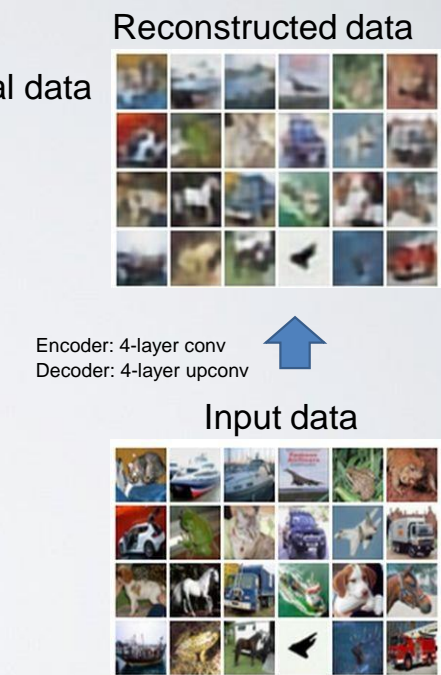 Reconstructed data
al data
Encoder: 4-layer conv
Decoder: 4-layer upconv
Input data